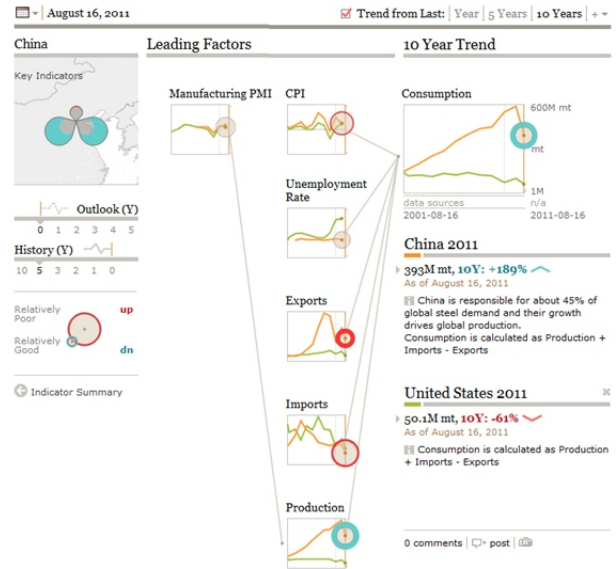 August 16, 2011
Trend from Last: Year 5 Years 10 Years +
China
Key Indicators
Outlook (Y)
0 1 2 3 4 5
History (Y)
10 5 3 2 1 0
Relatively Poor
up
Relatively Good
dn
Indicator Summary
Leading Factors
Manufacturing PMI
CPI
Unemployment
Rate
Exports
Imports
Production
10 Year Trend
Consumption
600M mt
mt
1M
data sources n/a
2001-08-16 2011-08-16
China 2011
393M mt, 10Y: +189%
As of August 16, 2011
China is responsible for about 45% of
global steel demand and their growth
drives global production.
Consumption is calculated as Production +
Imports - Exports
United States 2011
50.1M mt, 10Y: -61%
As of August 16, 2011
Consumption is calculated as Production
+ Imports - Exports
0 comments post